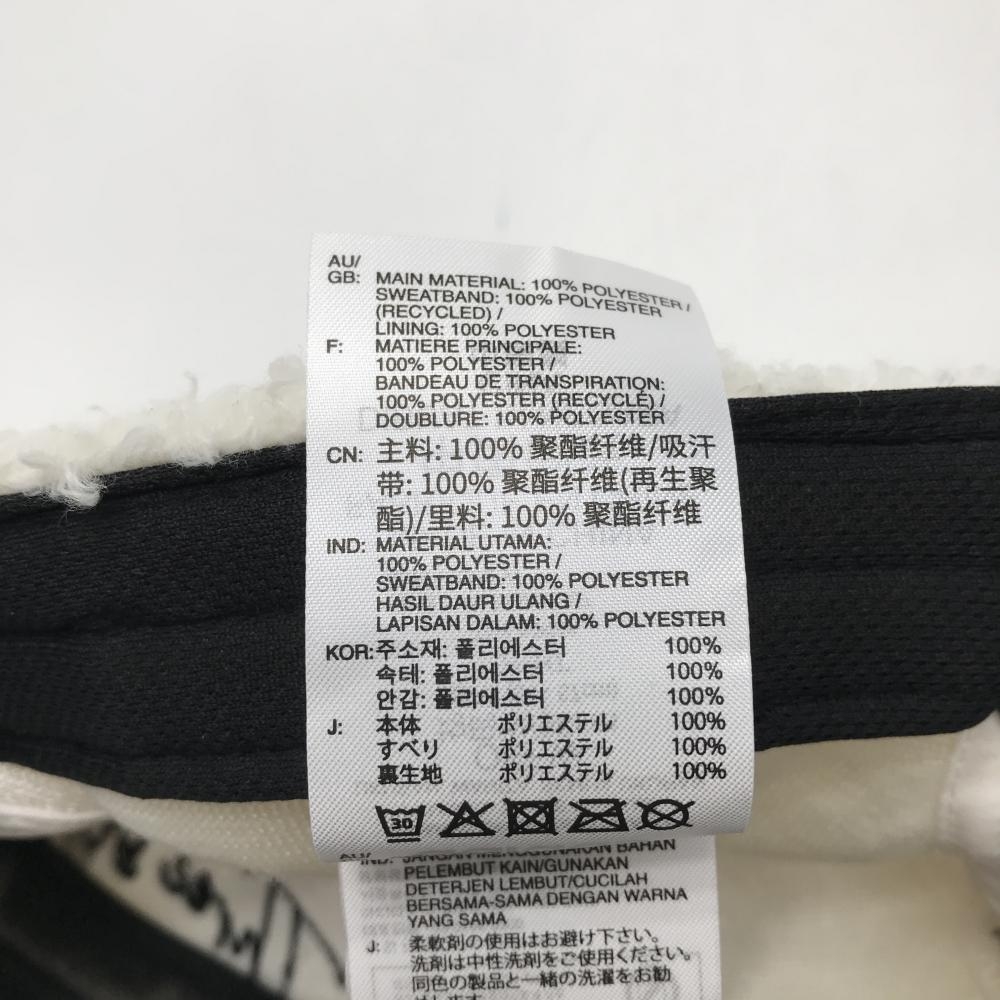 AU/
GB: MAIN MATERIAL: 100% POLYESTER /
SWEATBAND: 100% POLYESTER
(RECYCLED) /
LINING: 100% POLYESTER
F: MATIERE PRINCIPALE:
100% POLYESTER /
BANDEAU DE TRANSPIRATION:
100% POLYESTER (RECYCLÉ) /
DOUBLURE: 100% POLYESTER
CN: 主料: 100% 聚酯纤维/吸汗
带: 100% 聚酯纤维(再生聚
酯)/里料: 100% 聚酯纤维
IND: MATERIAL UTAMA:
100% POLYESTER /
SWEATBAND: 100% POLYESTER
HASIL DAUR ULANG /
LAPISAN DALAM: 100% POLYESTER
KOR: 주소재: 폴리에스터 100%
속테: 폴리에스터 100%
안감: 폴리에스터 100%
J: 本体 ポリエステル 100%
すべり ポリエステル 100%
裏生地 ポリエステル 100%
30
IND: JANGAN MENGGUNAKAN BAHAN
PELEMBUT KAIN/GUNAKAN
DETERJEN LEMBUT/CUCILAH
BERSAMA-SAMA DENGAN WARNA
YANG SAMA
J: 柔軟剤の使用はお避け下さい。
洗剤は中性洗剤をご使用ください。
同色の製品と一緒の洗濯をお勧